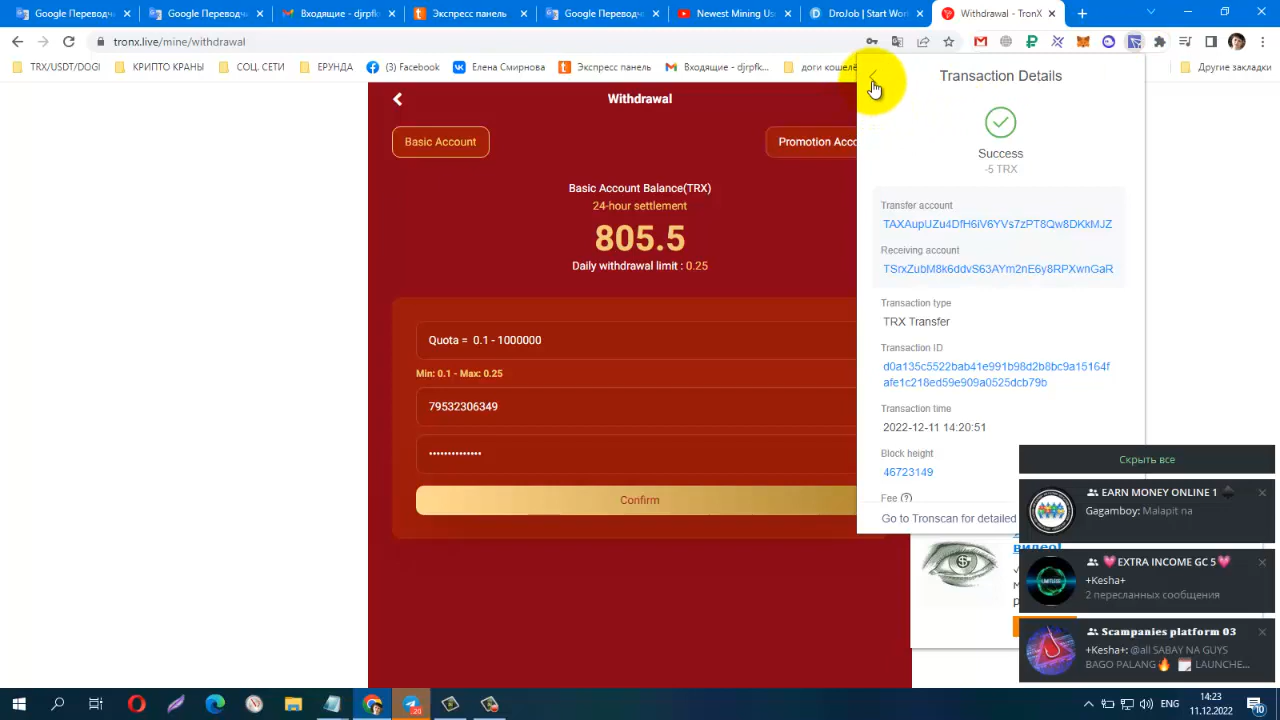 Google Переводч
Входящие - djrfk
Экспресс панель
Google Переводч
Newest Mining Us
DroJob | Start Wor
Withdrawal - TronX
tronx.live/mine/withdrawal
TRX/USDT/DOGI
КРИПТО КРАНЫ
СОЦ. СЕТИ
ЕРУНДА
(3) Facebook
Елена Смирнова
Экспресс панель
Входящие - djrpfk...
доги кошелё
Другие закладки
Withdrawal
Basic Account
Promotion Acco
Basic Account Balance(TRX)
24-hour settlement
805.5
Daily withdrawal limit : 0.25
Quota = 0.1 - 1000000
Min: 0.1 - Max: 0.25
79532306349
••••••••••••••
Confirm
Transaction Details
Success
-5 TRX
Transfer account
TAXAupUZu4DfH6iV6YVs7zPT8Qw8DKkMJZ
Receiving account
TSrxZubM8k6ddvS63AYm2nE6y8RPXwnGaR
Transaction type
TRX Transfer
Transaction ID
d0a135c5522bab41e991b98d2b8bc9a15164f
afe1c218ed59e909a0525dcb79b
Transaction time
2022-12-11 14:20:51
Block height
46723149
Fee ?
Go to Tronscan for detailed
видео!
Скрыть все
EARN MONEY ONLINE 1
Gagamboy: Malapit na
💗EXTRA INCOME GC 5💗
+Kesha+
2 пересланных сообщения
Scampanies platform 03
+Kesha+: @all SABAY NA GUYS
BAGO PALANG🔥 🗓 LAUNCHE...
20
ENG
14:23
11.12.2022
10